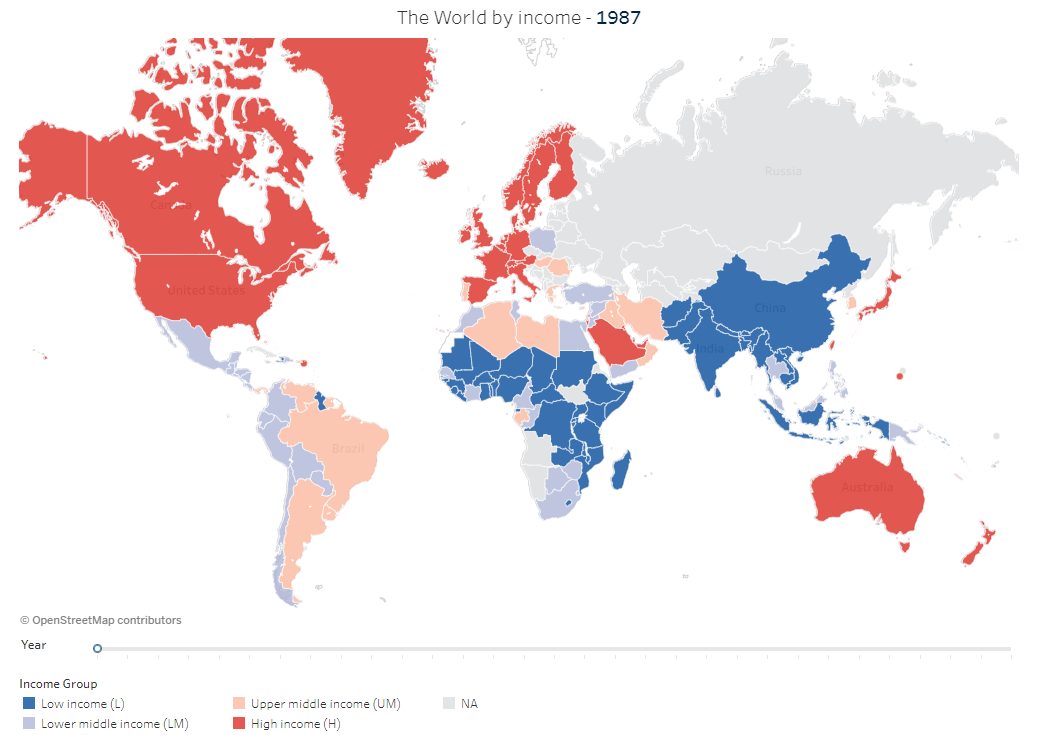 The World by income - 1987
Russia
Canada
United States
China
India
Brazil
Australia
© OpenStreetMap contributors
Year
Income Group
Low income (L)
Upper middle income (UM)
NA
Lower middle income (LM)
High income (H)